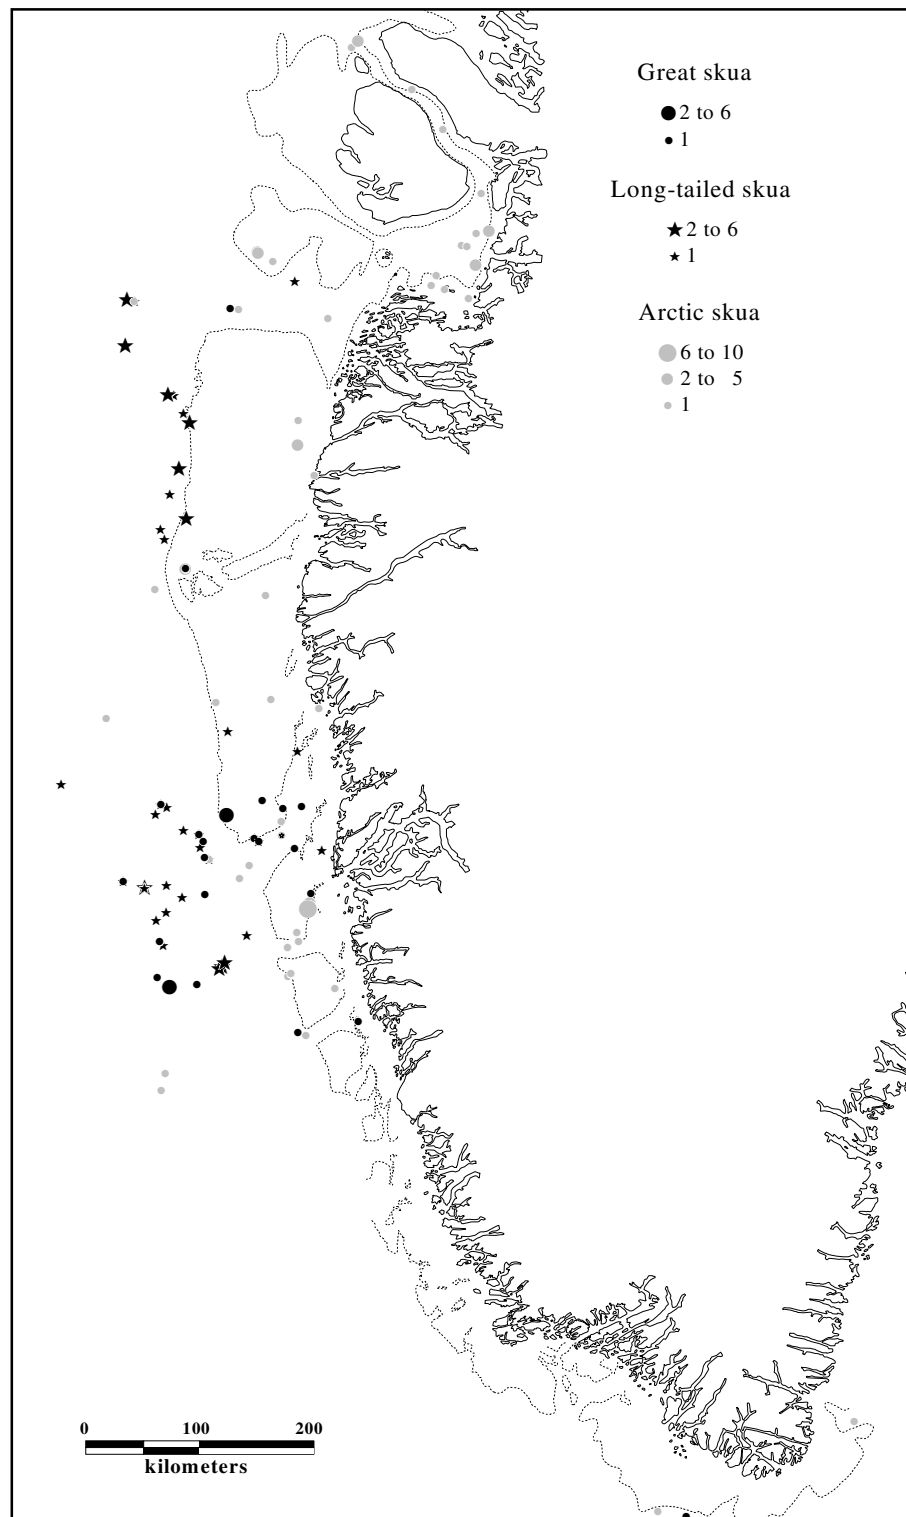 Great skua
2 to 6
1
Long-tailed skua
2 to 6
1
Arctic skua
6 to 10
2 to 5
1
0 100 200
kilometers